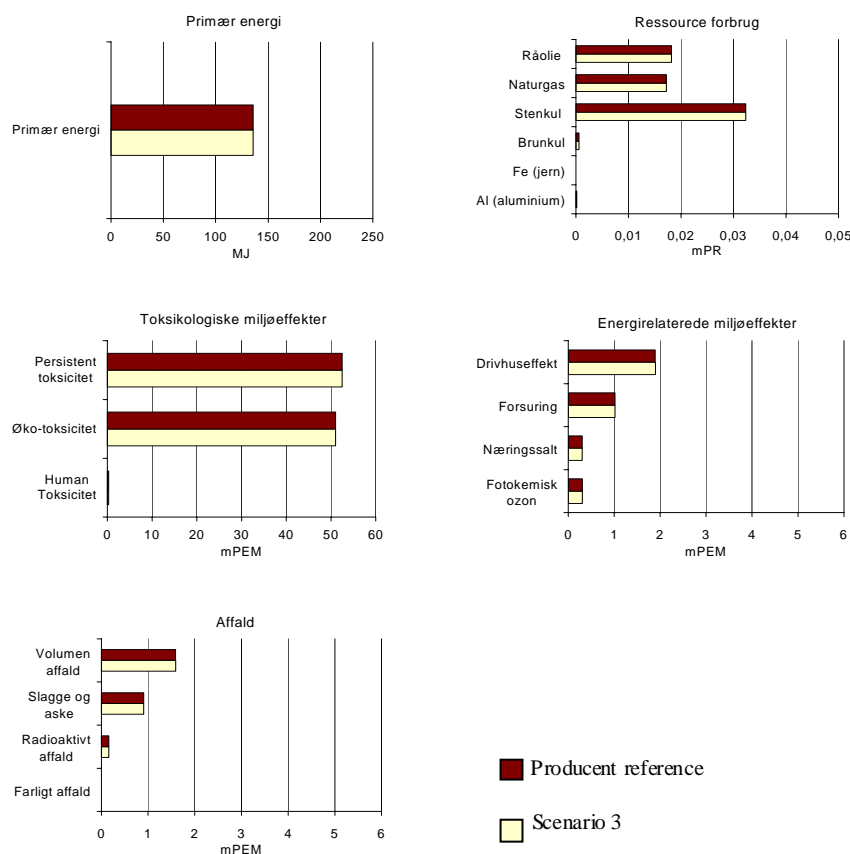 Primær energi
Primær energi
0 50 100 150 200 250
MJ
Ressource forbrug
Råolie
Naturgas
Stenkul
Brunkul
Fe (jern)
Al (aluminium)
0 0,01 0,02 0,03 0,04 0,05
mPR
Toksikologiske miljøeffekter
Persistent
toksicitet
Øko-toksicitet
Human
Toksicitet
0 10 20 30 40 50 60
mPEM
Energirelaterede miljøeffekter
Drivhuseffekt
Forsuring
Næringssalt
Fotokemisk
ozon
0 1 2 3 4 5 6
mPEM
Affald
Volumen
affald
Slagge og
aske
Radioaktivt
affald
Farligt affald
0 1 2 3 4 5 6
mPEM
Producent reference
Scenario 3